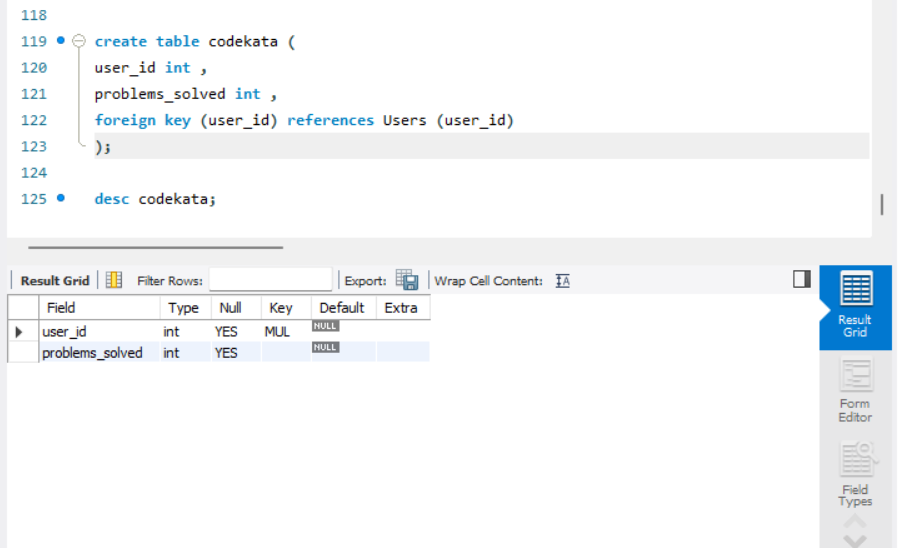 118
119 create table codekata (
120 user_id int ,
121 problems_solved int ,
122 foreign key (user_id) references Users (user_id)
123 );
124
125 desc codekata;
Result Grid Filter Rows: Export: Wrap Cell Content: IA
Field Type Null Key Default Extra
user_id int YES MUL NULL
problems_solved int YES NULL
Result
Grid
Form
Editor
Field
Types